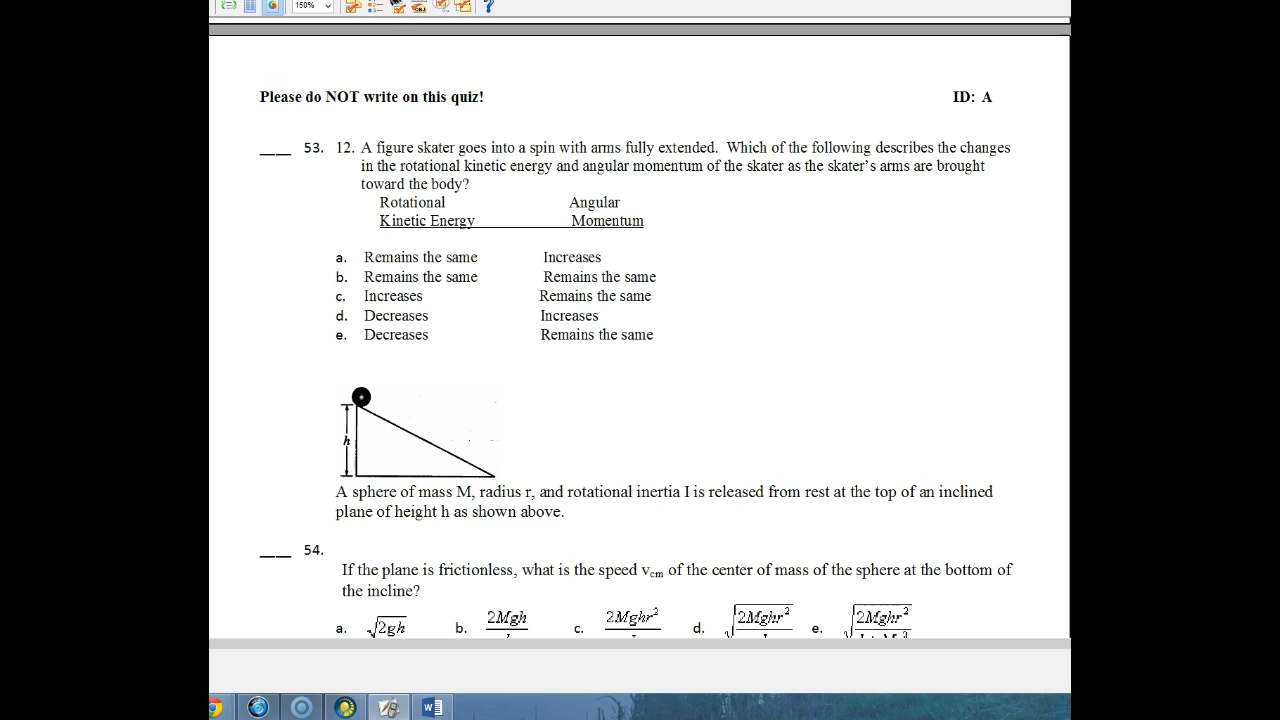 150%
Please do NOT write on this quiz! ID: A
53. 12. A figure skater goes into a spin with arms fully extended. Which of the following describes the changes
in the rotational kinetic energy and angular momentum of the skater as the skater's arms are brought
toward the body?
Rotational Angular
Kinetic Energy Momentum
a. Remains the same Increases
b. Remains the same Remains the same
c. Increases Remains the same
d. Decreases Increases
e. Decreases Remains the same
h
A sphere of mass M, radius r, and rotational inertia I is released from rest at the top of an inclined
plane of height h as shown above.
54.
If the plane is frictionless, what is the speed vcm of the center of mass of the sphere at the bottom of
the incline?
a. √2gh b. 2Mgh c. 2Mghr² d. √2Mghr² e. √2Mghr²